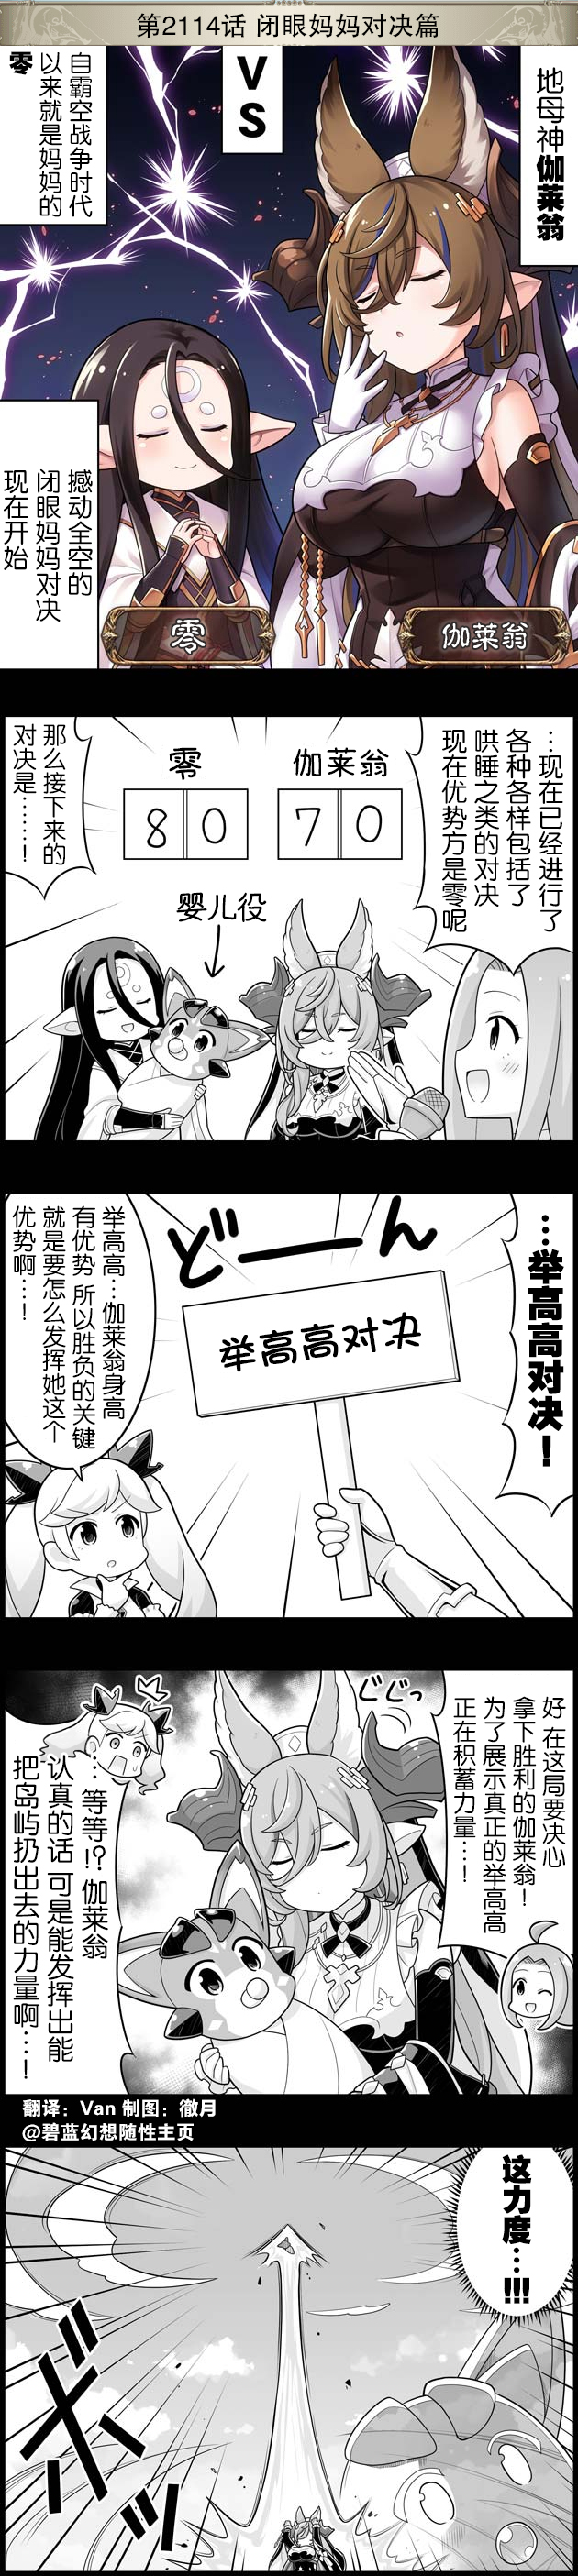 第2114话 闭眼妈妈对决篇
地母神伽莱翁
VS
自霸空战争时代
以来就是妈妈的
零
撼动全空的
闭眼妈妈对决
现在开始
零
伽莱翁
…现在已经进行了
各种各样包括了
哄睡之类的对决
现在优势方是零呢
伽莱翁
70
零
80
婴儿役
那么接下来的
对决是……！
…举高高对决！
どーん
举高高对决
举高高…伽莱翁身高
有优势 所以胜负的关键
就是要怎么发挥她这个
优势啊…！
好 在这局要决心
拿下胜利的伽莱翁！
为了展示真正的举高高
正在积蓄力量…！
ぐぐっ
…等等!? 伽莱翁
认真的话 可是能发挥出能
把岛屿扔出去的力量啊…！
翻译：Van 制图：徹月
@碧蓝幻想随性主页
这力度…!!!
ドン